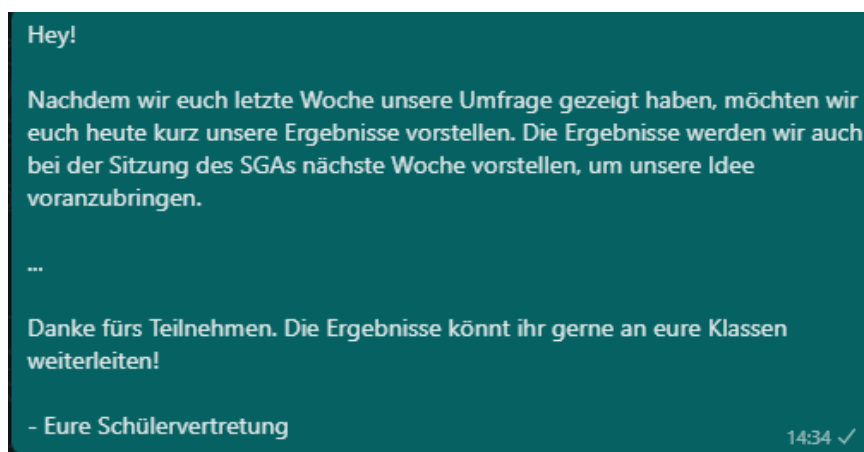 Hey!
Nachdem wir euch letzte Woche unsere Umfrage gezeigt haben, möchten wir
euch heute kurz unsere Ergebnisse vorstellen. Die Ergebnisse werden wir auch
bei der Sitzung des SGAs nächste Woche vorstellen, um unsere Idee
voranzubringen.
...
Danke fürs Teilnehmen. Die Ergebnisse könnt ihr gerne an eure Klassen
weiterleiten!
- Eure Schülervertretung
14:34